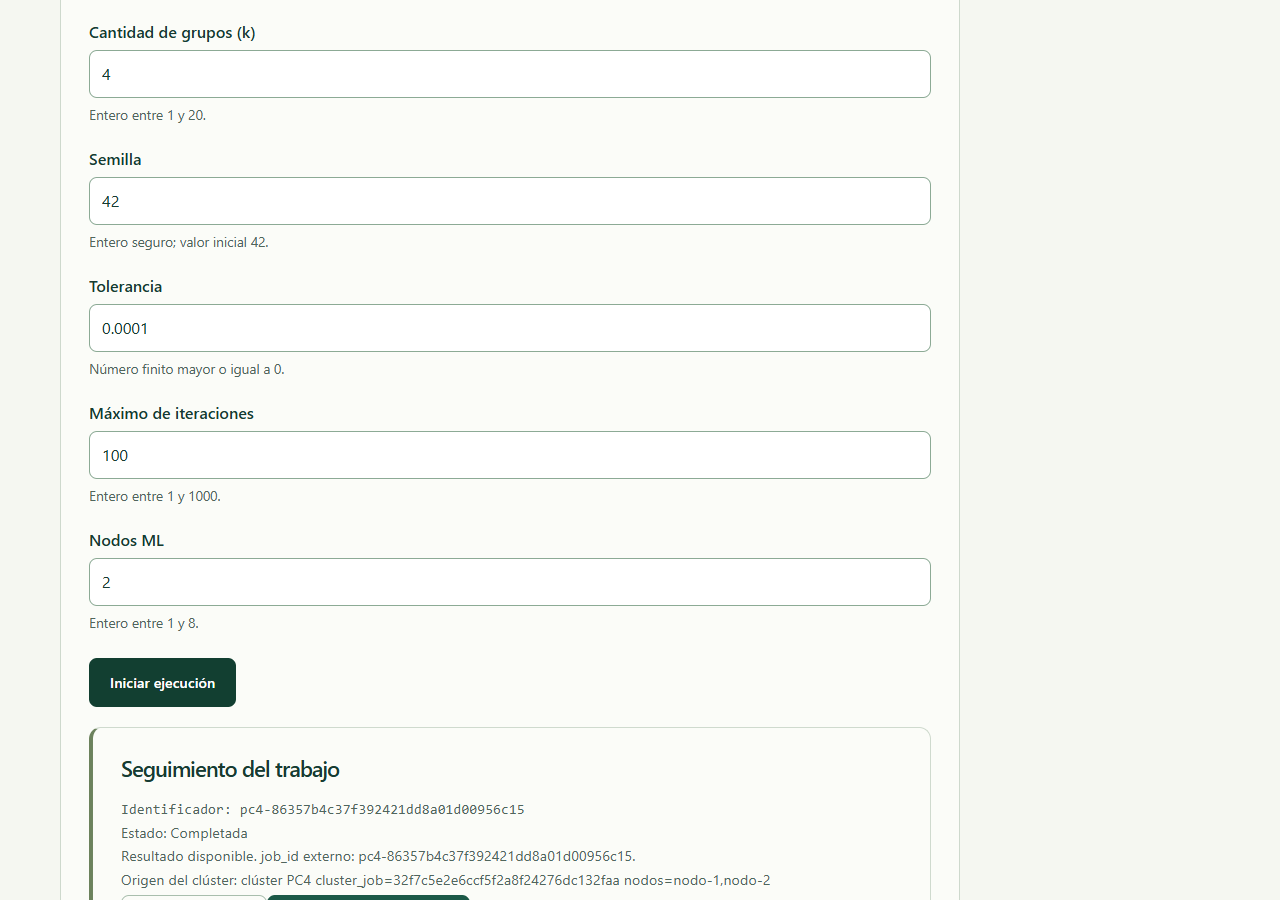 Cantidad de grupos (k)
4
Entero entre 1 y 20.
Semilla
42
Entero seguro; valor inicial 42.
Tolerancia
0.0001
Número finito mayor o igual a 0.
Máximo de iteraciones
100
Entero entre 1 y 1000.
Nodos ML
2
Entero entre 1 y 8.
Iniciar ejecución
Seguimiento del trabajo
Identificador: pc4-86357b4c37f392421dd8a01d00956c15
Estado: Completada
Resultado disponible. job_id externo: pc4-86357b4c37f392421dd8a01d00956c15.
Origen del clúster: clúster PC4 cluster_job=32f7c5e2e6ccf5f2a8f24276dc132faa nodos=nodo-1,nodo-2